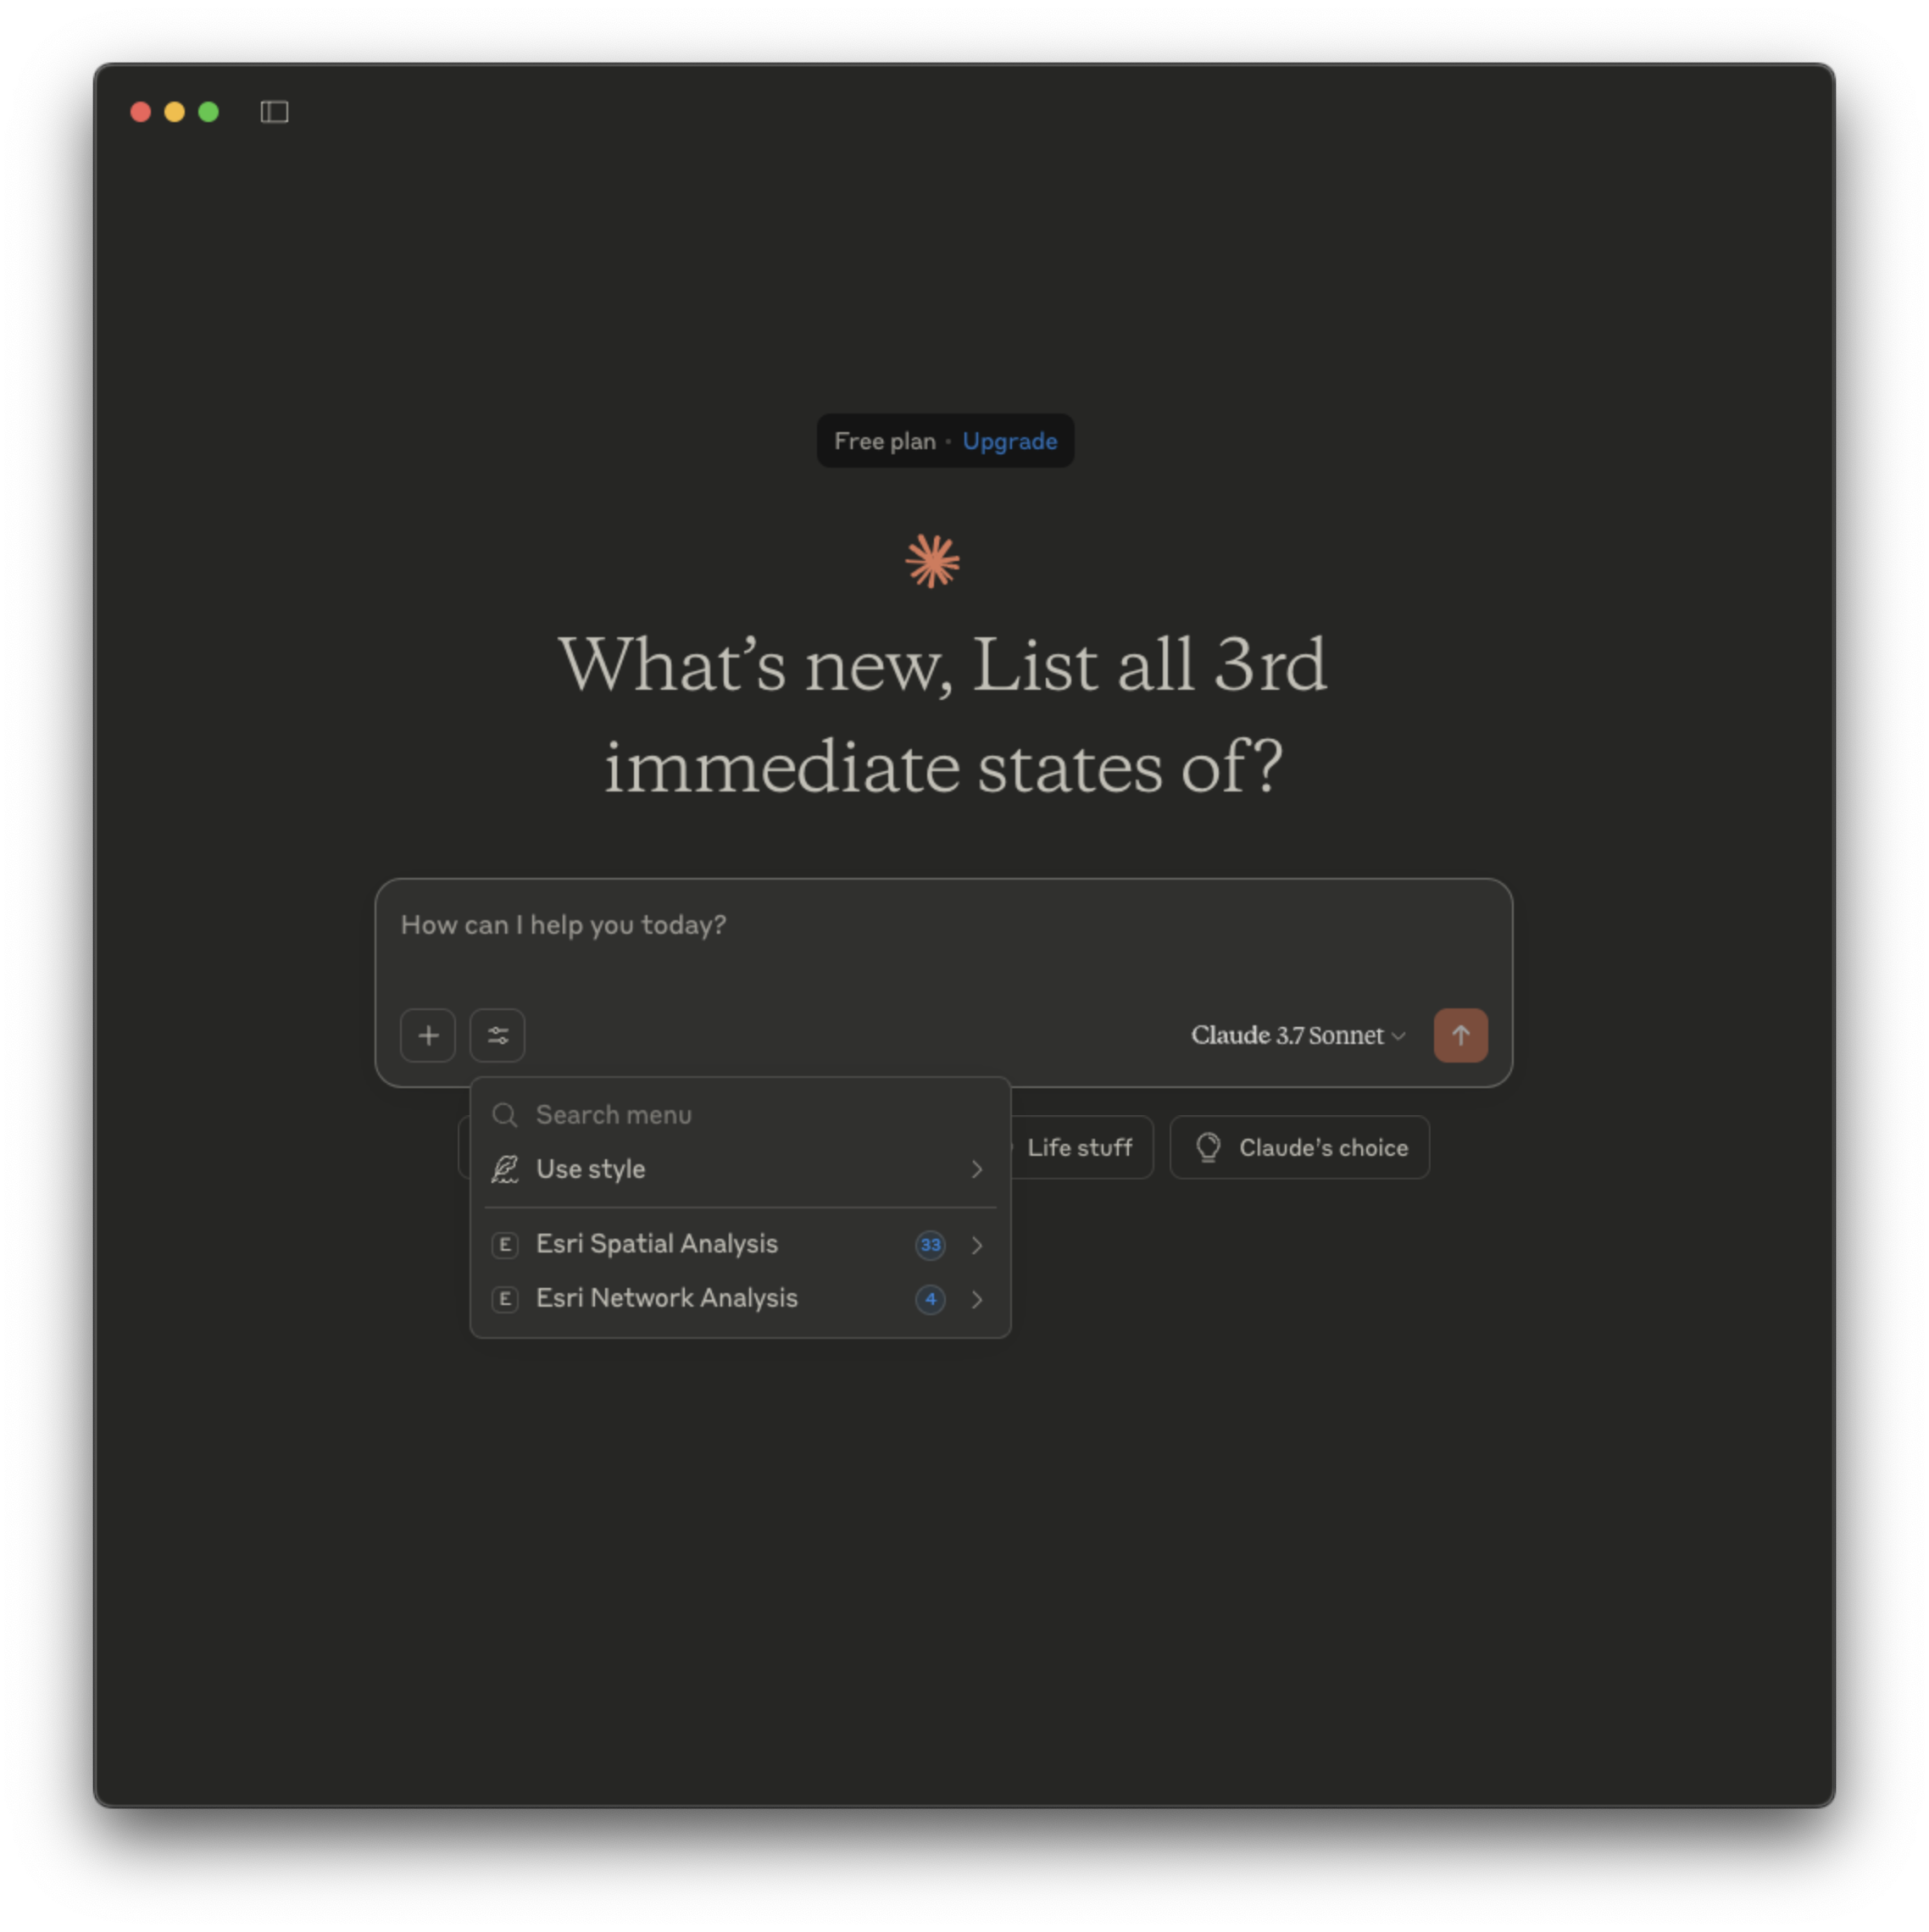 Free plan • Upgrade
What’s new, List all 3rd
immediate states of?
How can I help you today?
Claude 3.7 Sonnet
Search menu
Use style
Life stuff
Claude’s choice
E Esri Spatial Analysis 33
E Esri Network Analysis 4